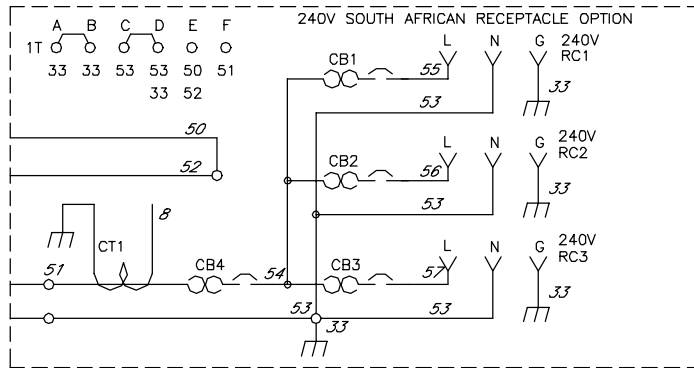 240V SOUTH AFRICAN RECEPTACLE OPTION
A B C D E F
1T
33 33 53 53 50 51
33 52
L N G 240V
RC1
CB1
55
33
53
50
52
L N G 240V
RC2
CB2
56
33
53
8
CT1
L N G 240V
RC3
51
CB4
54
CB3
57
33
53
53
33